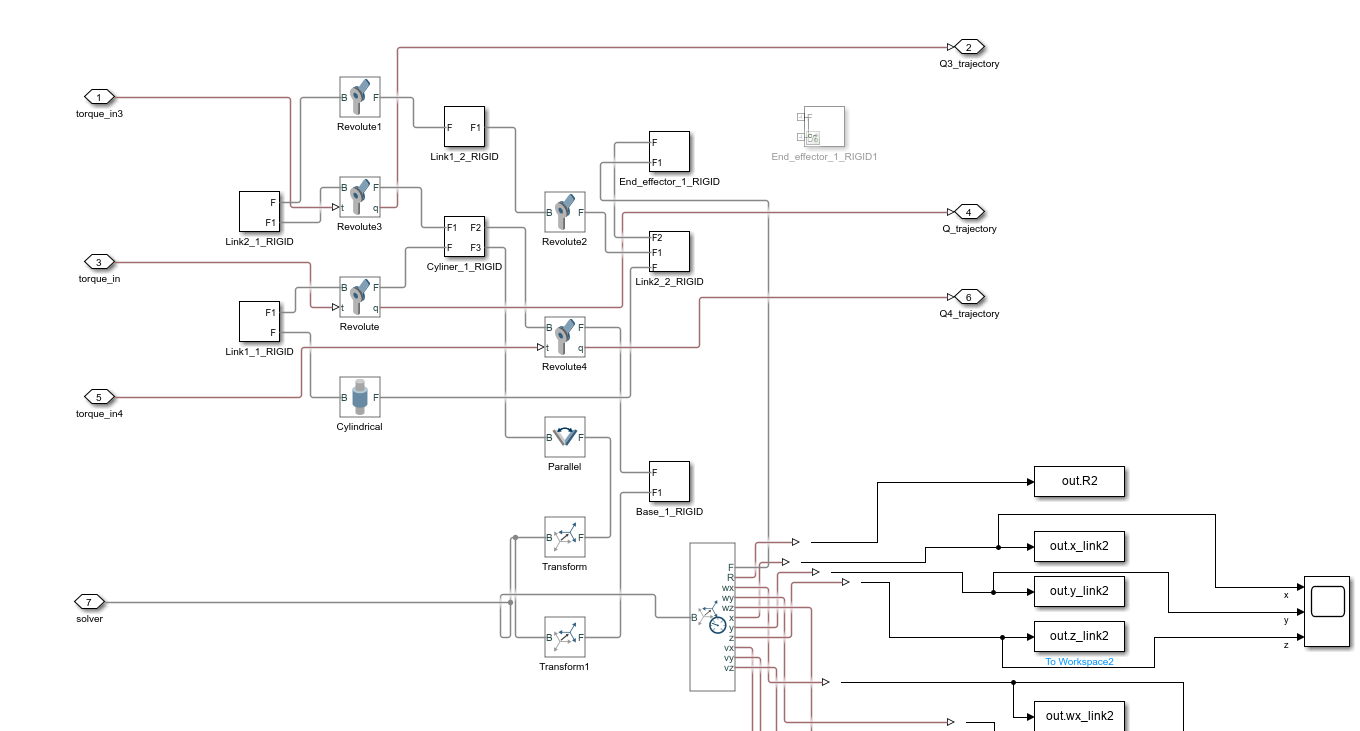 2
Q3_trajectory
1
torque_in3
B F
Revolute1
F F1
Link1_2_RIGID
End_effector_1_RIGID1
F
F1
End_effector_1_RIGID
B F
t q
Revolute3
F
F1
Link2_1_RIGID
B F
Revolute2
4
Q_trajectory
F1 F2
F F3
Cyliner_1_RIGID
F2
F1
F
Link2_2_RIGID
3
torque_in
B F
t q
Revolute
F1
F
Link1_1_RIGID
6
Q4_trajectory
B F
t q
Revolute4
5
torque_in4
B F
Cylindrical
B F
Parallel
F
F1
Base_1_RIGID
out.R2
B F
Transform
out.x_link2
out.y_link2
7
solver
B
F
R
wx
wy
wz
x
y
z
vx
vy
vz
x
y
z
out.z_link2
To Workspace2
B F
Transform1
out.wx_link2